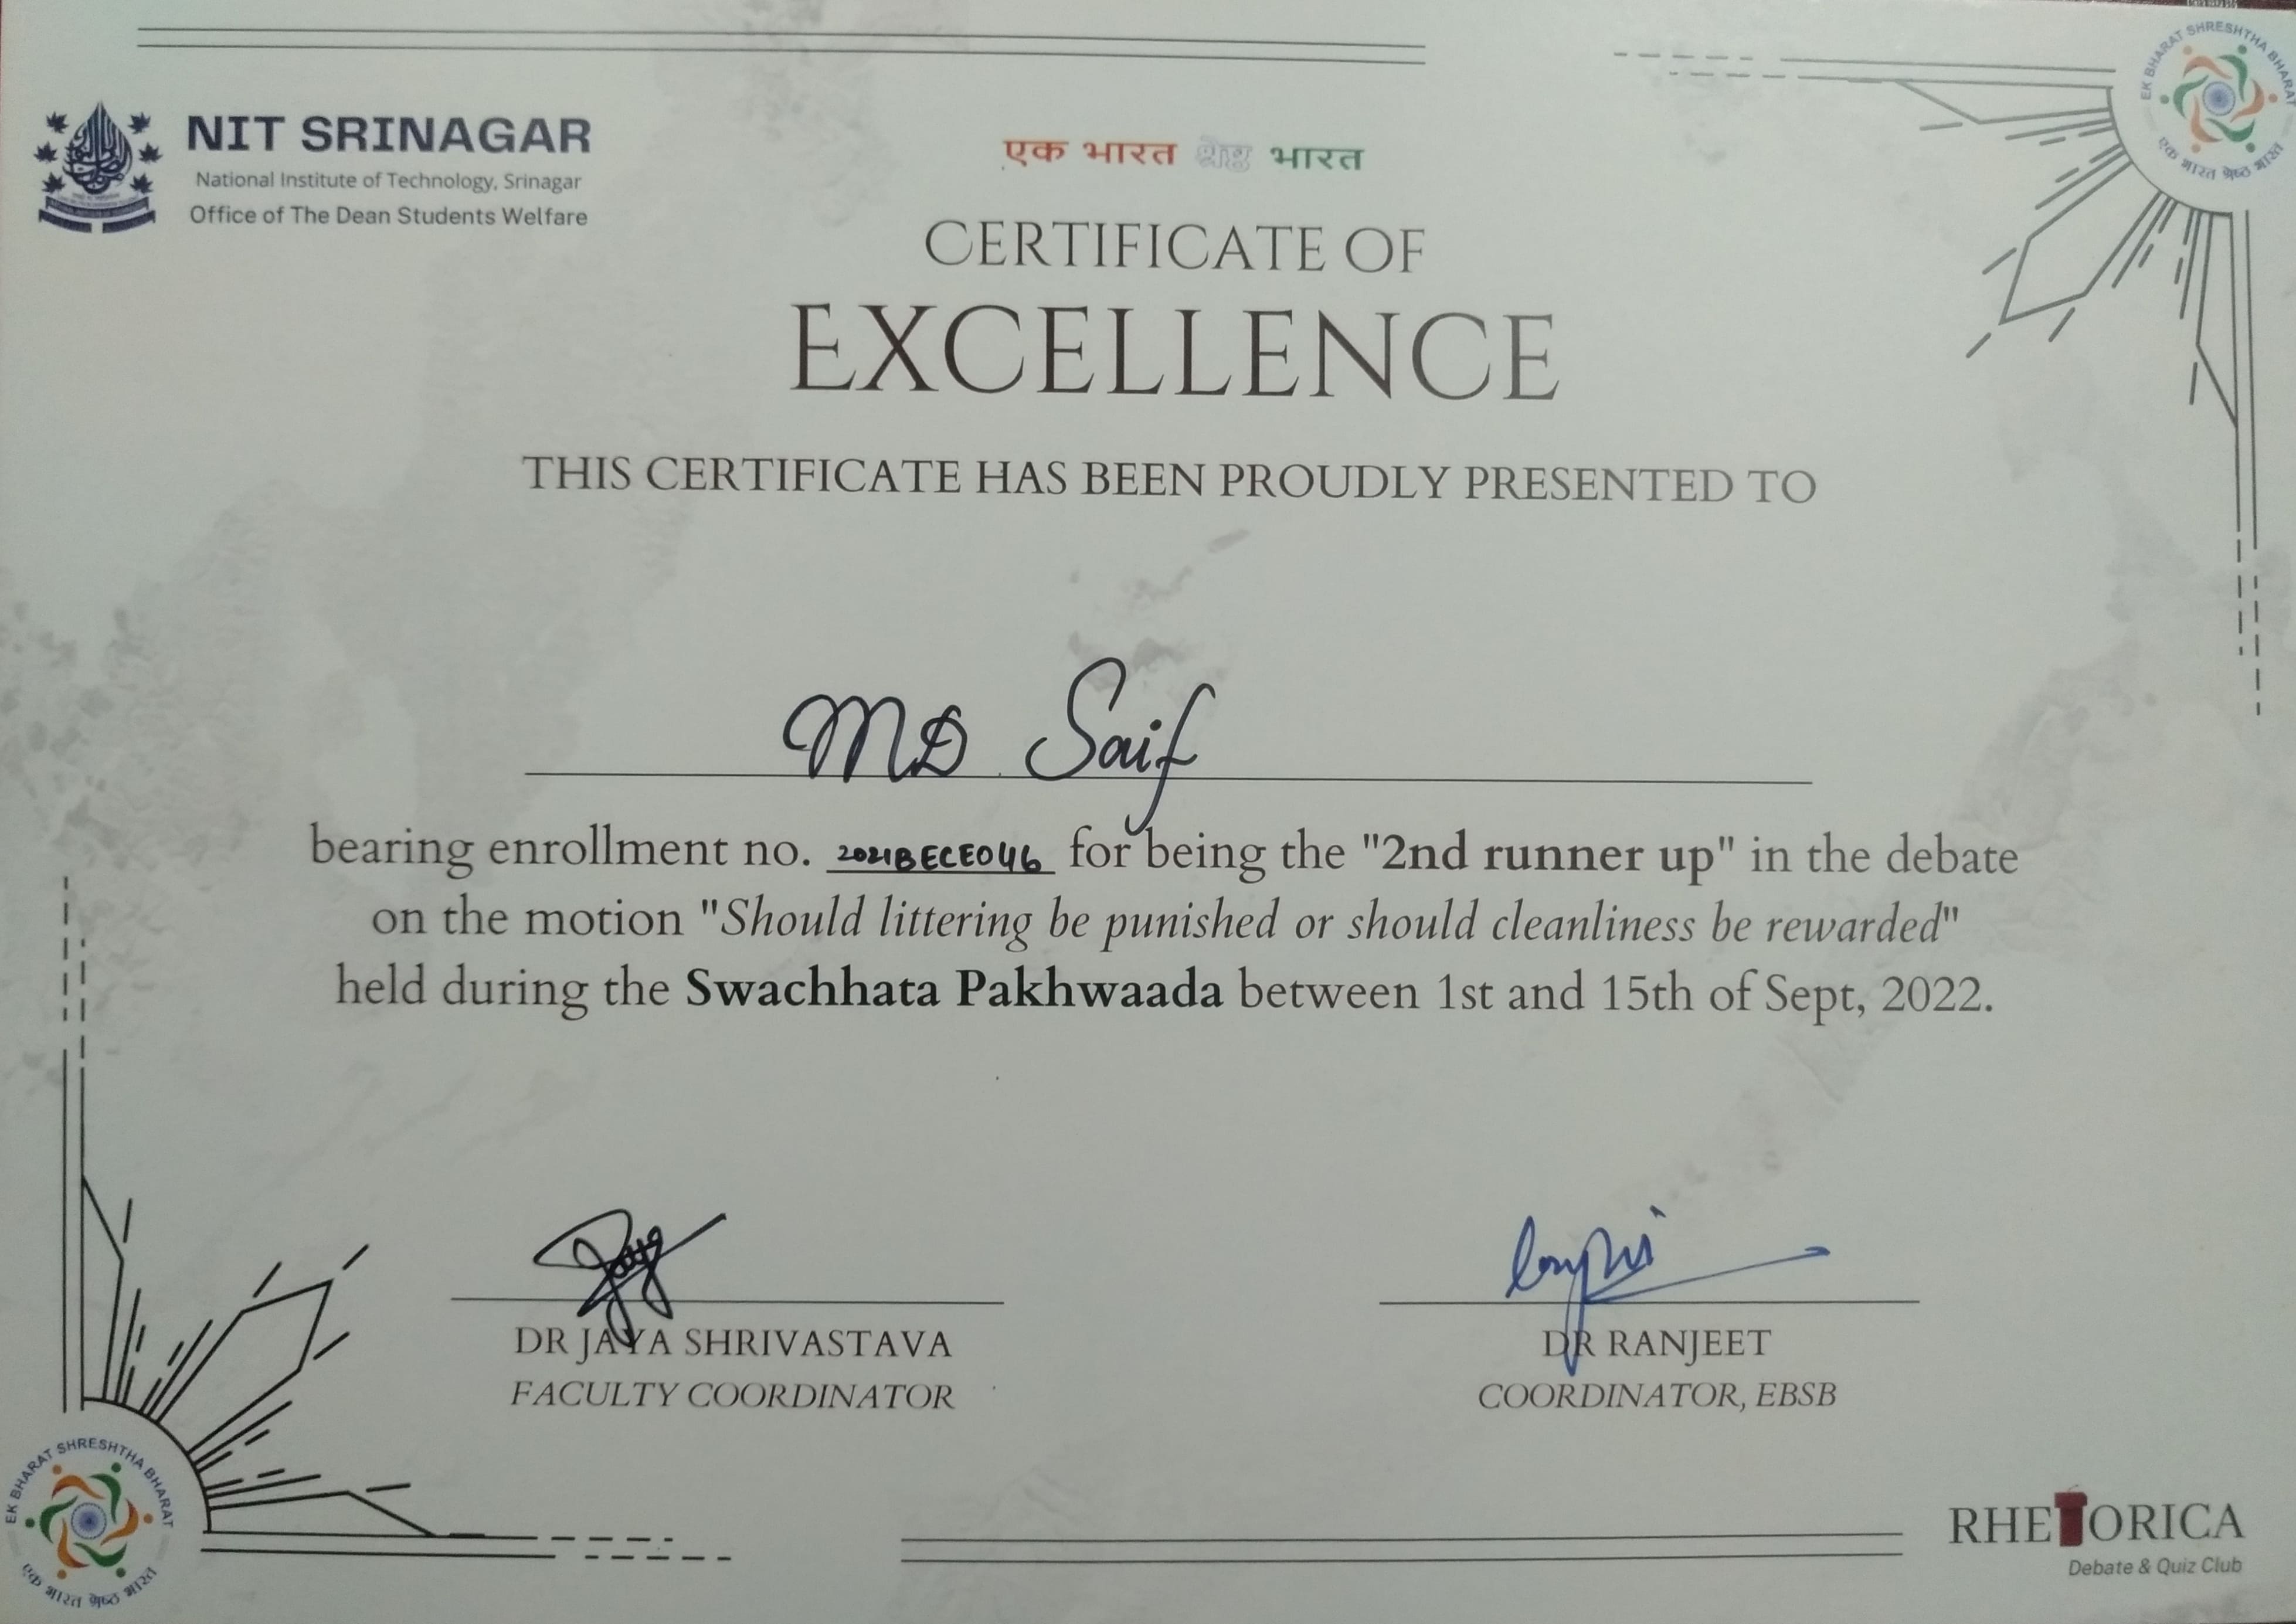 NIT SRINAGAR
National Institute of Technology, Srinagar
Office of The Dean Students Welfare
एक भारत श्रेष्ठ भारत
EK BHARAT SHRESHTHA BHARAT
एक भारत श्रेष्ठ भारत
CERTIFICATE OF
EXCELLENCE
THIS CERTIFICATE HAS BEEN PROUDLY PRESENTED TO
MD Saif
bearing enrollment no. 2021BECE046 for being the "2nd runner up" in the debate
on the motion "Should littering be punished or should cleanliness be rewarded"
held during the Swachhata Pakhwaada between 1st and 15th of Sept, 2022.
DR JAYA SHRIVASTAVA
FACULTY COORDINATOR
DR RANJEET
COORDINATOR, EBSB
EK BHARAT SHRESHTHA BHARAT
एक भारत श्रेष्ठ भारत
RHETORICA
Debate & Quiz Club